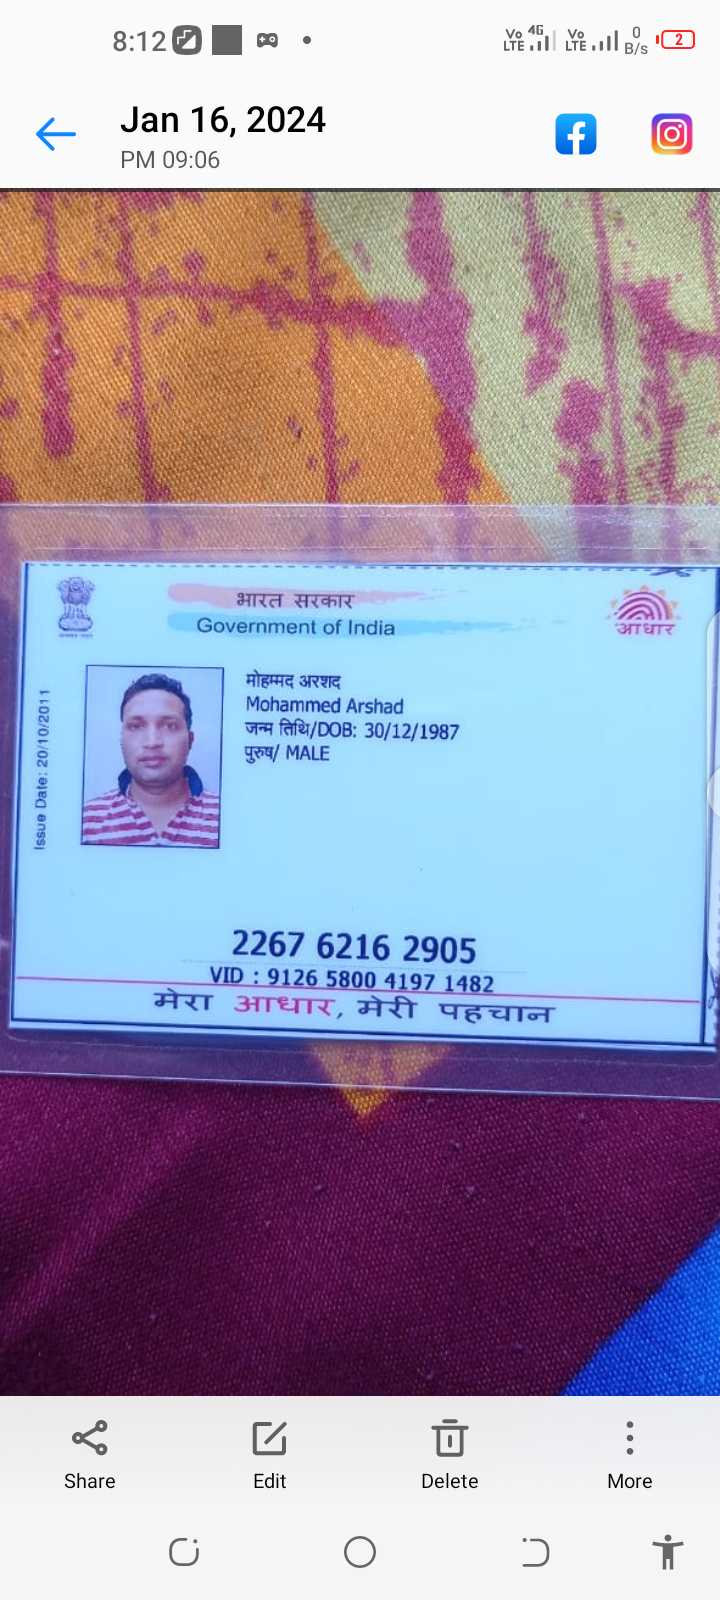 8:12
Vo LTE 4G Vo LTE 0 B/s 2
Jan 16, 2024
PM 09:06
भारत सरकार
Government of India
आधार
Issue Date: 20/10/2011
मोहम्मद अरशद
Mohammed Arshad
जन्म तिथि/DOB: 30/12/1987
पुरुष/ MALE
2267 6216 2905
VID : 9126 5800 4197 1482
मेरा आधार, मेरी पहचान
Share Edit Delete More